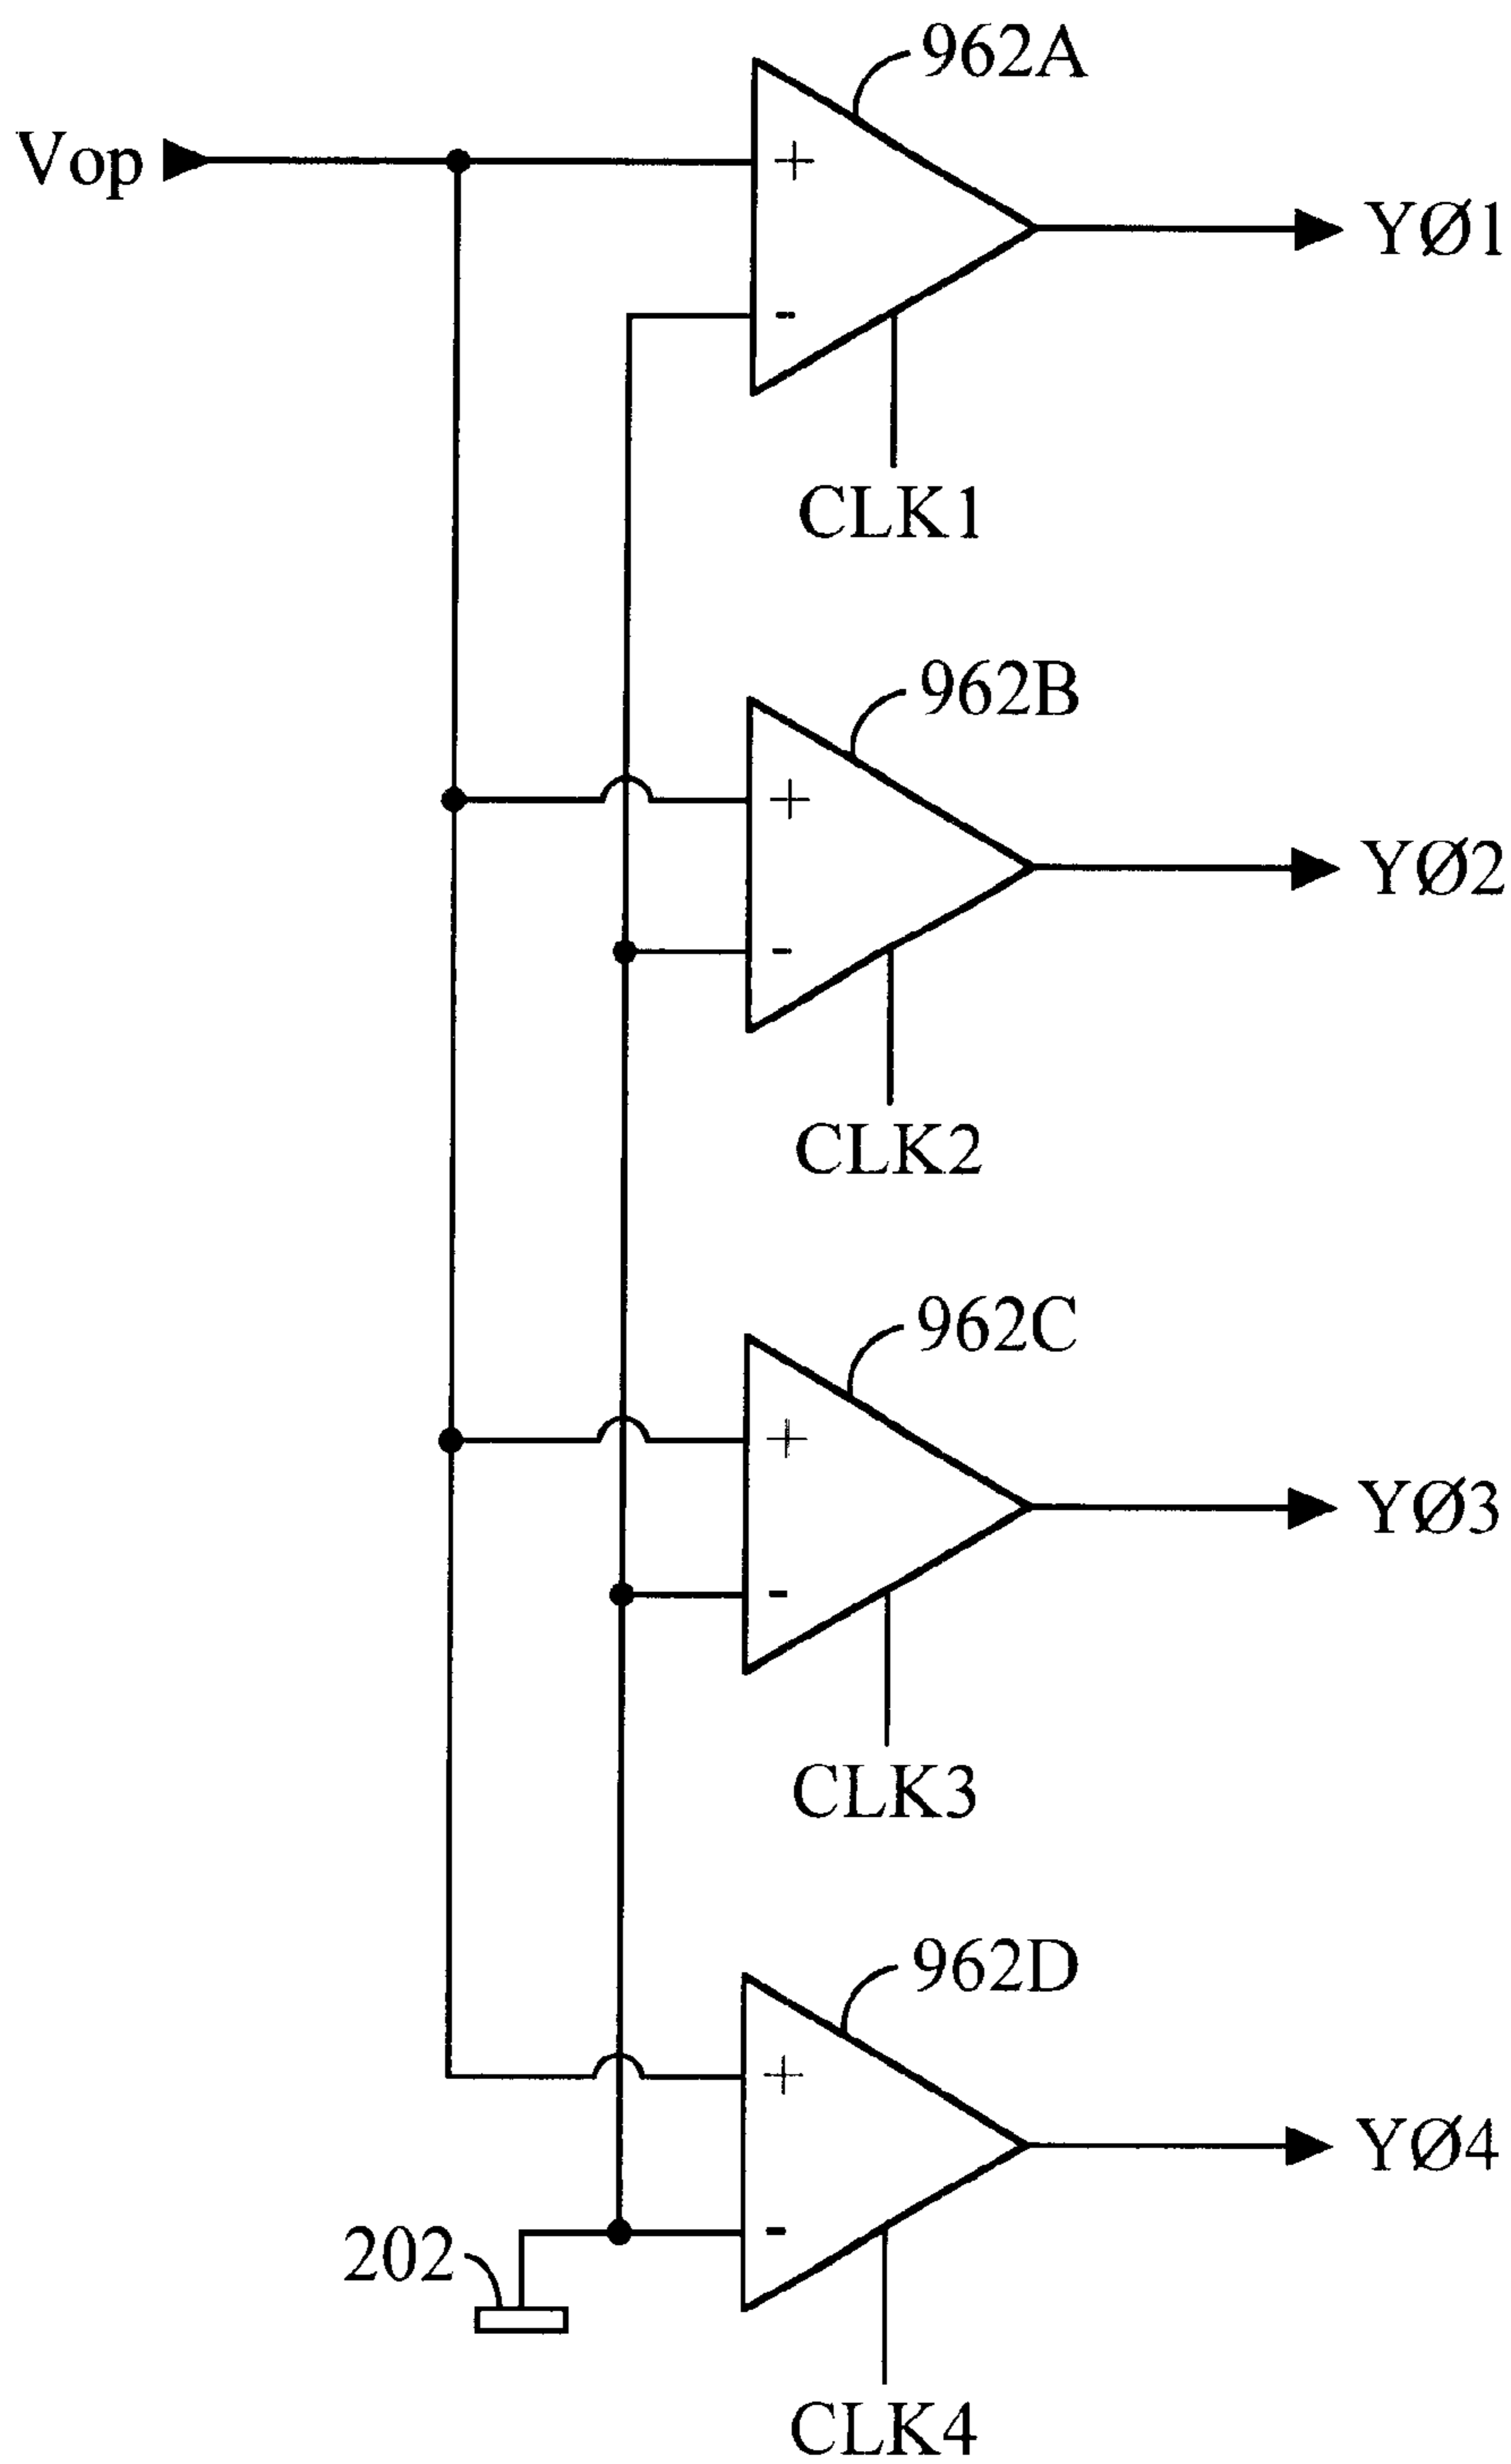 962A
Vop
+
YØ1
-
CLK1
962B
+
YØ2
-
CLK2
962C
+
YØ3
-
CLK3
962D
+
YØ4
-
202
CLK4